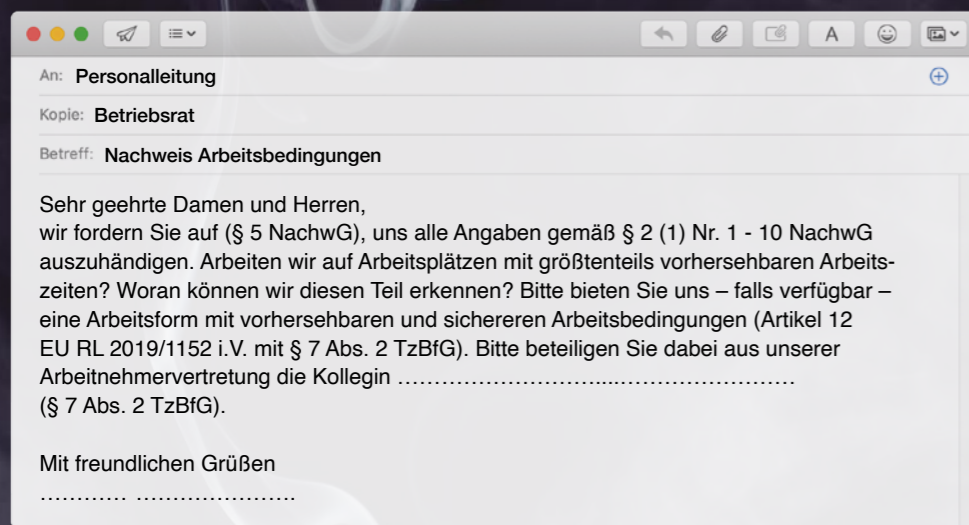 A
An: Personalleitung
Kopie: Betriebsrat
Betreff: Nachweis Arbeitsbedingungen
Sehr geehrte Damen und Herren,
wir fordern Sie auf (§ 5 NachwG), uns alle Angaben gemäß § 2 (1) Nr. 1 - 10 NachwG
auszuhändigen. Arbeiten wir auf Arbeitsplätzen mit größtenteils vorhersehbaren Arbeits-
zeiten? Woran können wir diesen Teil erkennen? Bitte bieten Sie uns – falls verfügbar –
eine Arbeitsform mit vorhersehbaren und sichereren Arbeitsbedingungen (Artikel 12
EU RL 2019/1152 i.V. mit § 7 Abs. 2 TzBfG). Bitte beteiligen Sie dabei aus unserer
Arbeitnehmervertretung die Kollegin …………………………....……………………
(§ 7 Abs. 2 TzBfG).
Mit freundlichen Grüßen
………… …………………..